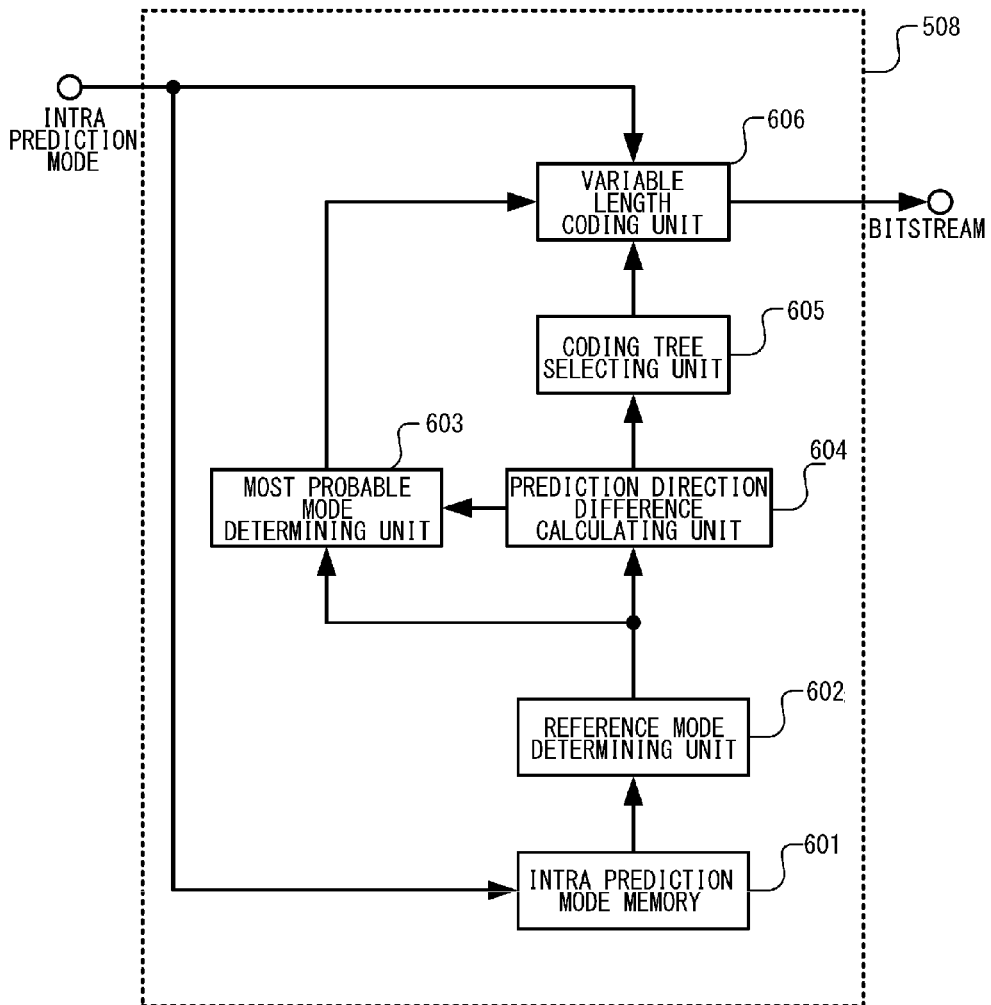 508
INTRA
PREDICTION
MODE
606
VARIABLE
LENGTH
CODING UNIT
BITSTREAM
605
CODING TREE
SELECTING UNIT
603
MOST PROBABLE
MODE
DETERMINING UNIT
604
PREDICTION DIRECTION
DIFFERENCE
CALCULATING UNIT
602
REFERENCE MODE
DETERMINING UNIT
601
INTRA PREDICTION
MODE MEMORY